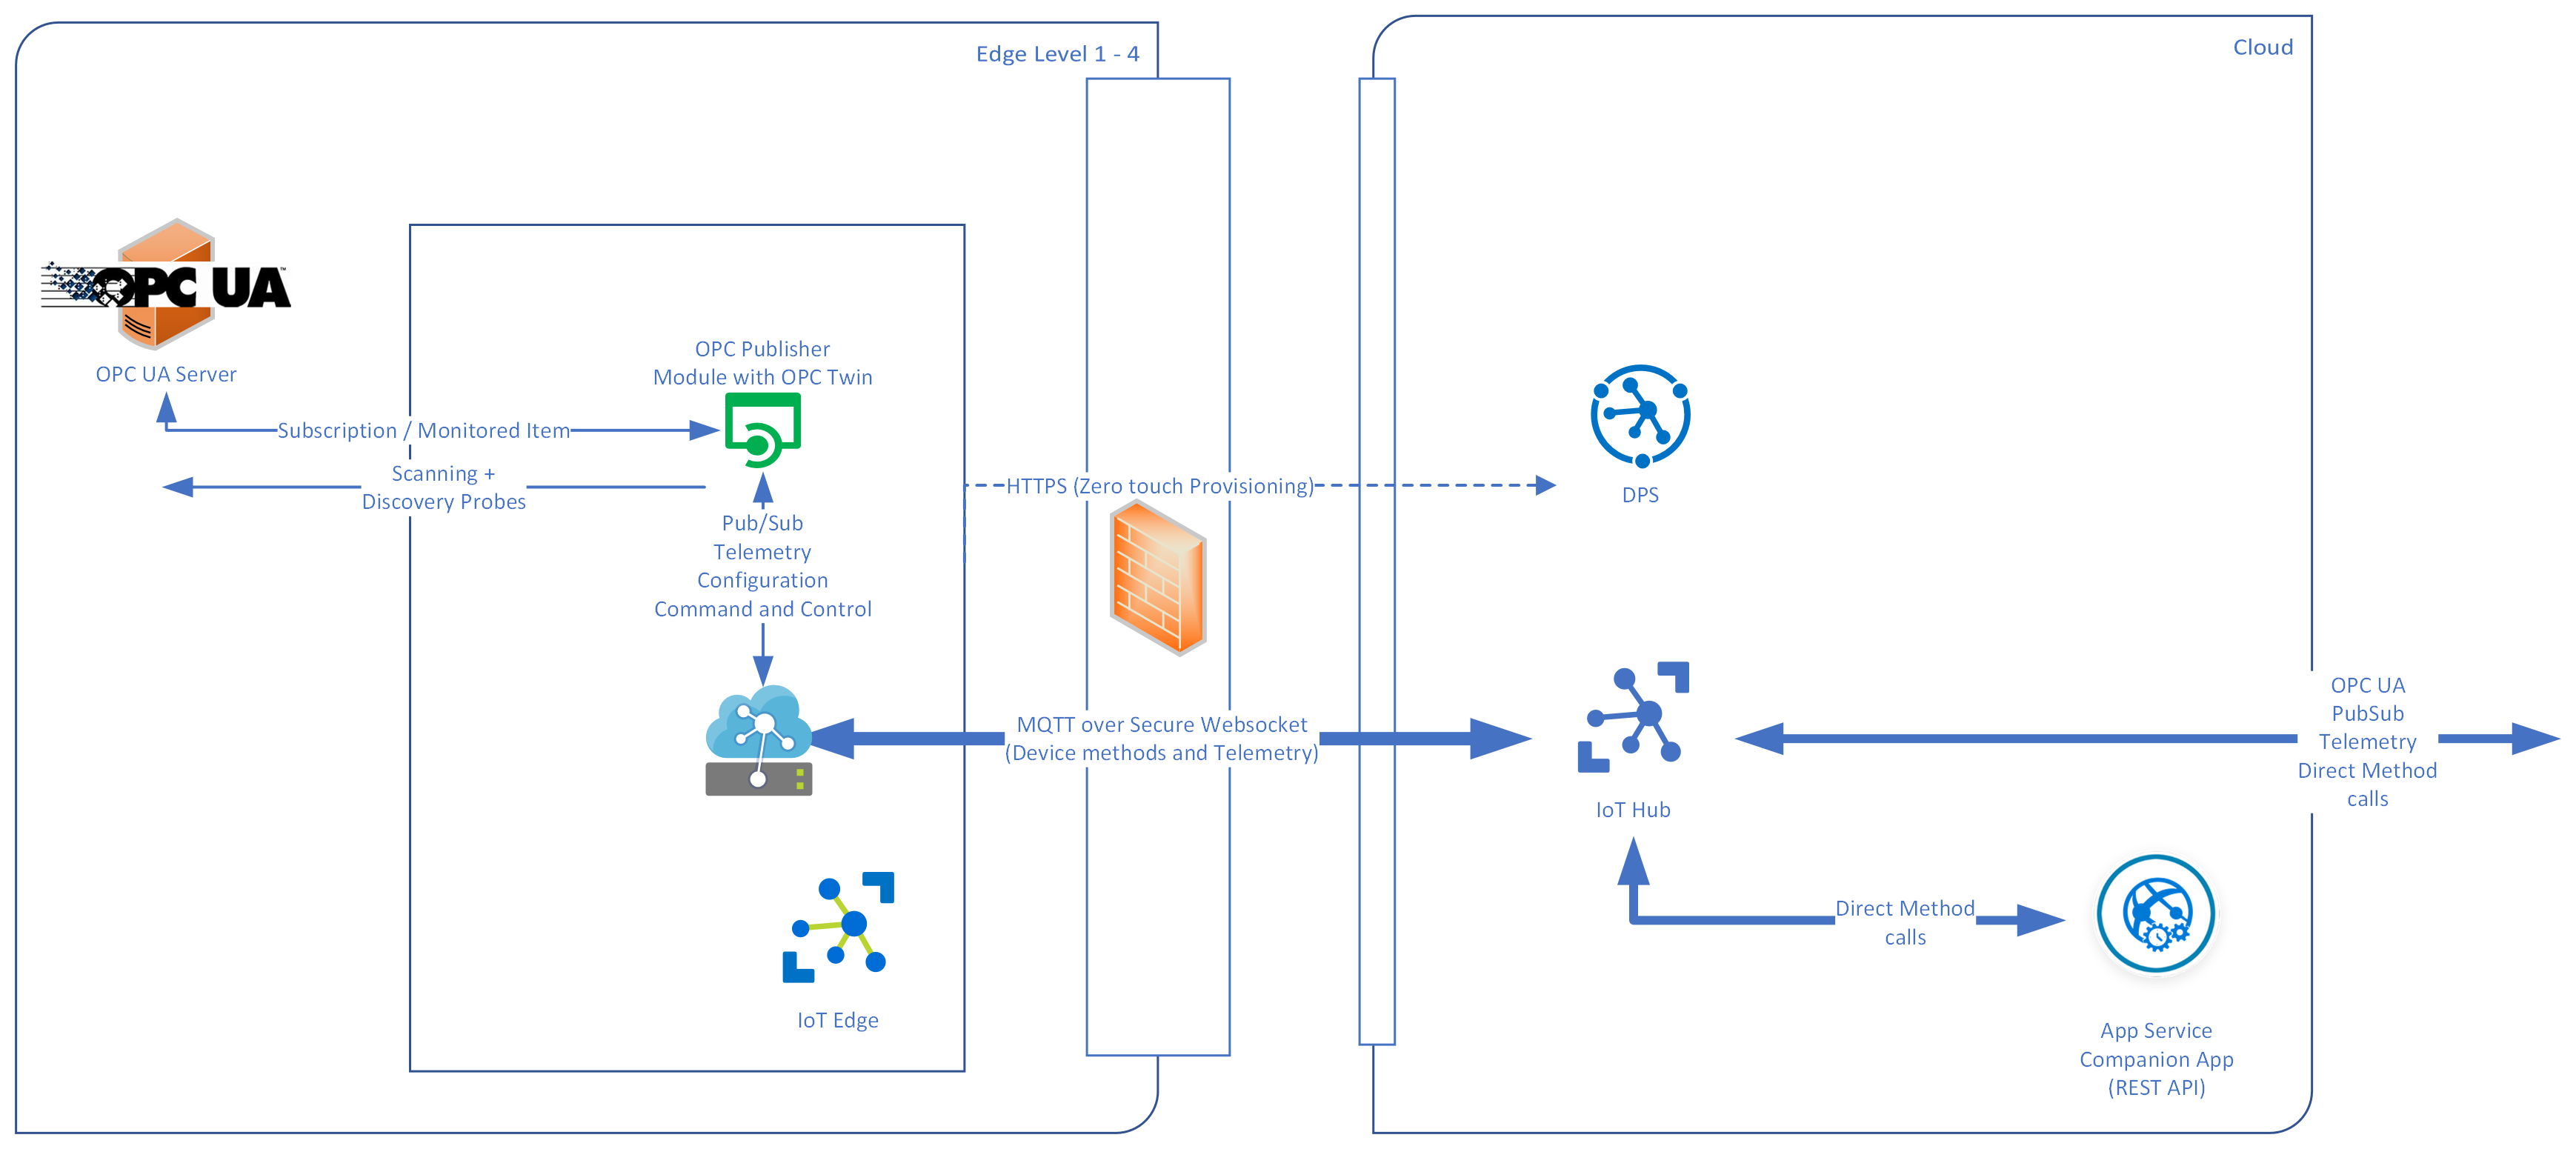 Edge Level 1 - 4
Cloud
OPC UA™
OPC UA Server
OPC Publisher
Module with OPC Twin
Subscription / Monitored Item
Scanning +
Discovery Probes
Pub/Sub
Telemetry
Configuration
Command and Control
HTTPS (Zero touch Provisioning)
DPS
MQTT over Secure Websocket
(Device methods and Telemetry)
IoT Hub
OPC UA
PubSub
Telemetry
Direct Method
calls
Direct Method
calls
IoT Edge
App Service
Companion App
(REST API)